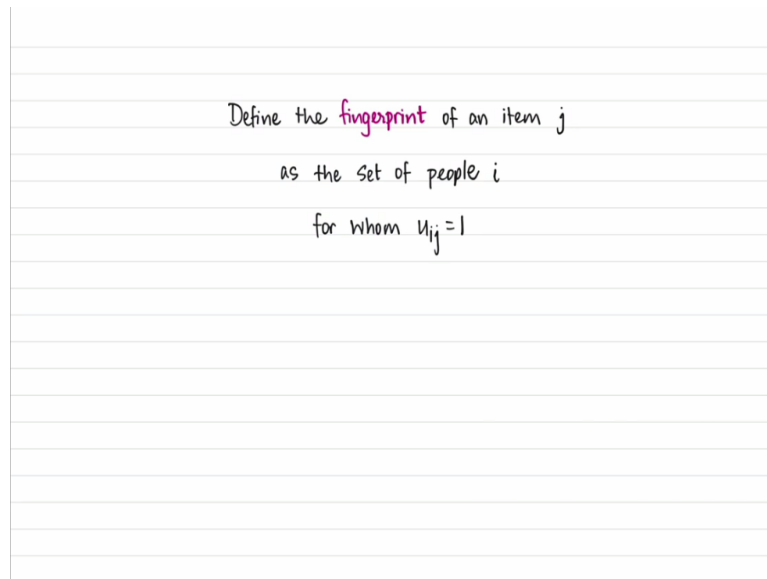 Define the fingerprint of an item j
as the set of people i
for whom uij=1